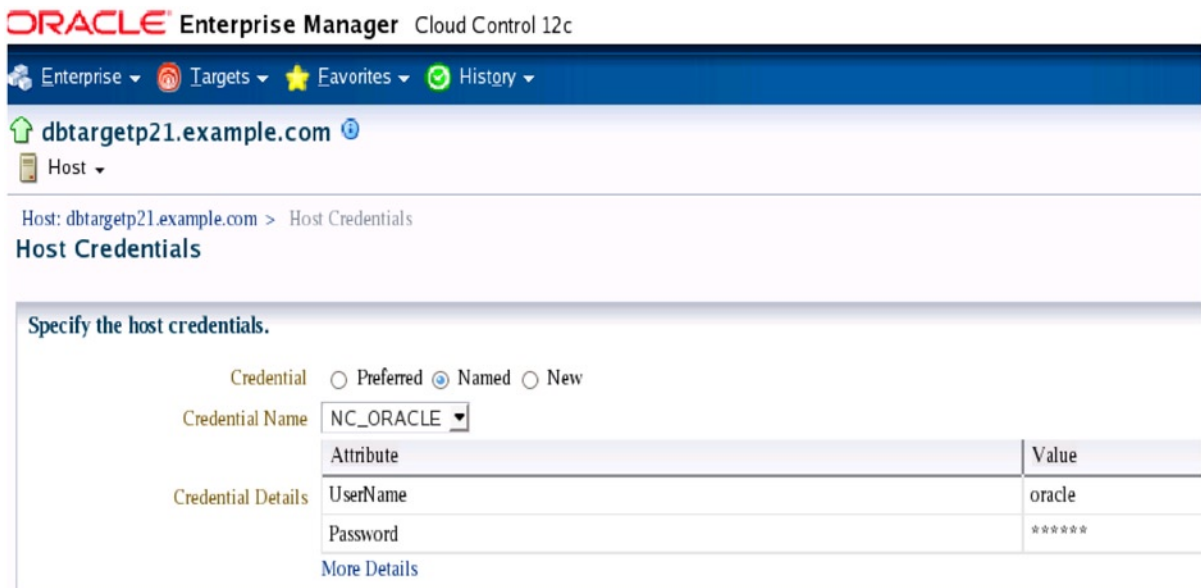 ORACLE Enterprise Manager Cloud Control 12c
Enterprise Targets Favorites History
dbtargetp21.example.com
Host
Host: dbtargetp21.example.com > Host Credentials
Host Credentials
Specify the host credentials.
Credential Preferred Named New
Credential Name NC_ORACLE
Attribute Value
Credential Details UserName oracle
Password ******
More Details